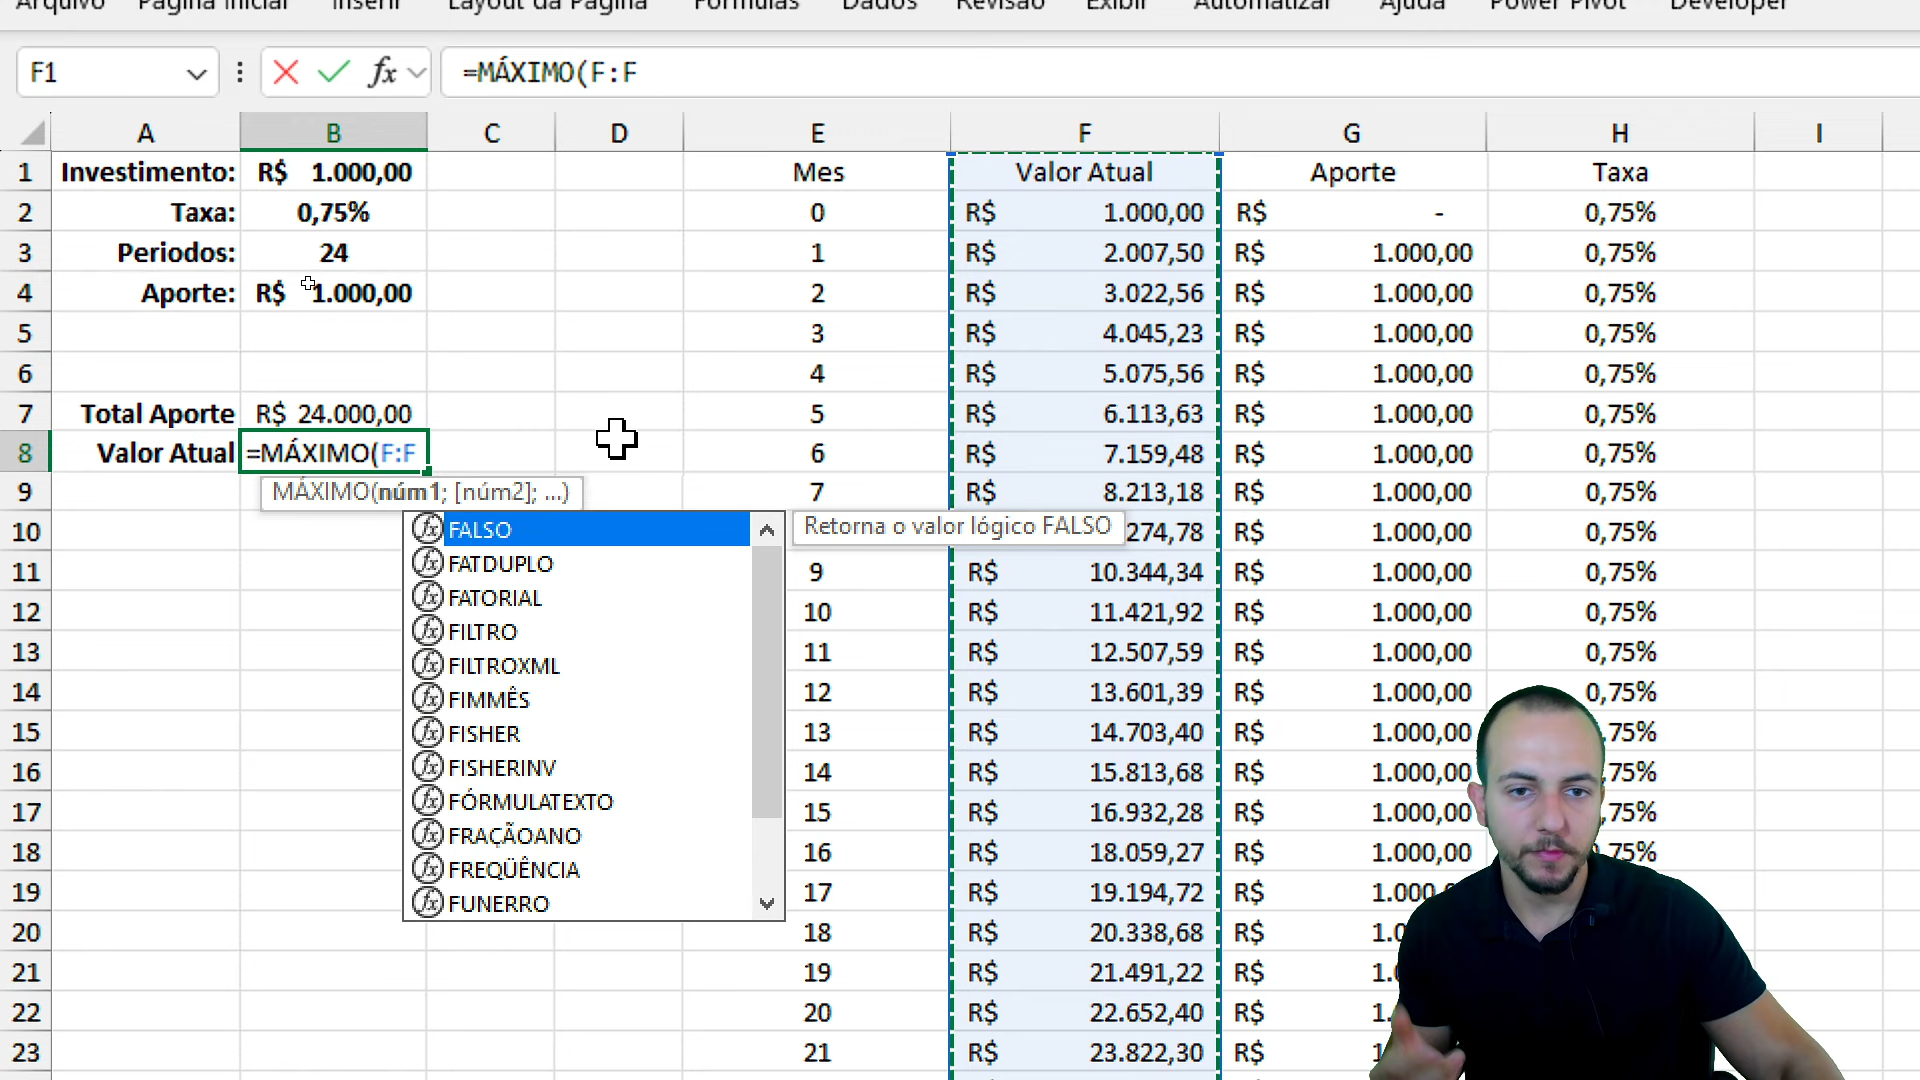 Arquivo Página Inicial Inserir Layout da Página Fórmulas Dados Revisão Exibir Automatizar Ajuda Power Pivot Developer
F1 fx =MÁXIMO(F:F
A B C D E F G H I
1 Investimento: R$ 1.000,00 Mes Valor Atual Aporte Taxa
2 Taxa: 0,75% 0 R$ 1.000,00 R$ - 0,75%
3 Periodos: 24 1 R$ 2.007,50 R$ 1.000,00 0,75%
4 Aporte: R$ 1.000,00 2 R$ 3.022,56 R$ 1.000,00 0,75%
5 3 R$ 4.045,23 R$ 1.000,00 0,75%
6 4 R$ 5.075,56 R$ 1.000,00 0,75%
7 Total Aporte R$ 24.000,00 5 R$ 6.113,63 R$ 1.000,00 0,75%
8 Valor Atual =MÁXIMO(F:F 6 R$ 7.159,48 R$ 1.000,00 0,75%
9 MÁXIMO(núm1; [núm2]; ...) 7 R$ 8.213,18 R$ 1.000,00 0,75%
10 FALSO Retorna o valor lógico FALSO 274,78 R$ 1.000,00 0,75%
FATDUPLO
11 9 R$ 10.344,34 R$ 1.000,00 0,75%
FATORIAL
12 10 R$ 11.421,92 R$ 1.000,00 0,75%
FILTRO
13 11 R$ 12.507,59 R$ 1.000,00 0,75%
FILTROXML
14 FIMMÊS 12 R$ 13.601,39 R$ 1.000,00 0,75%
15 FISHER 13 R$ 14.703,40 R$ 1.000,00 ,75%
16 FISHERINV 14 R$ 15.813,68 R$ 1.000,00 ,75%
17 FÓRMULATEXTO 15 R$ 16.932,28 R$ 1.000,00 ,75%
FRAÇÃOANO
18 16 R$ 18.059,27 R$ 1.000,00 ,75%
FREQÜÊNCIA
19 FUNERRO 17 R$ 19.194,72 R$ 1.000
20 18 R$ 20.338,68 R$ 1.0
21 19 R$ 21.491,22 R$ 1.
22 20 R$ 22.652,40 R$ 1.
23 21 R$ 23.822,30 R$ 1